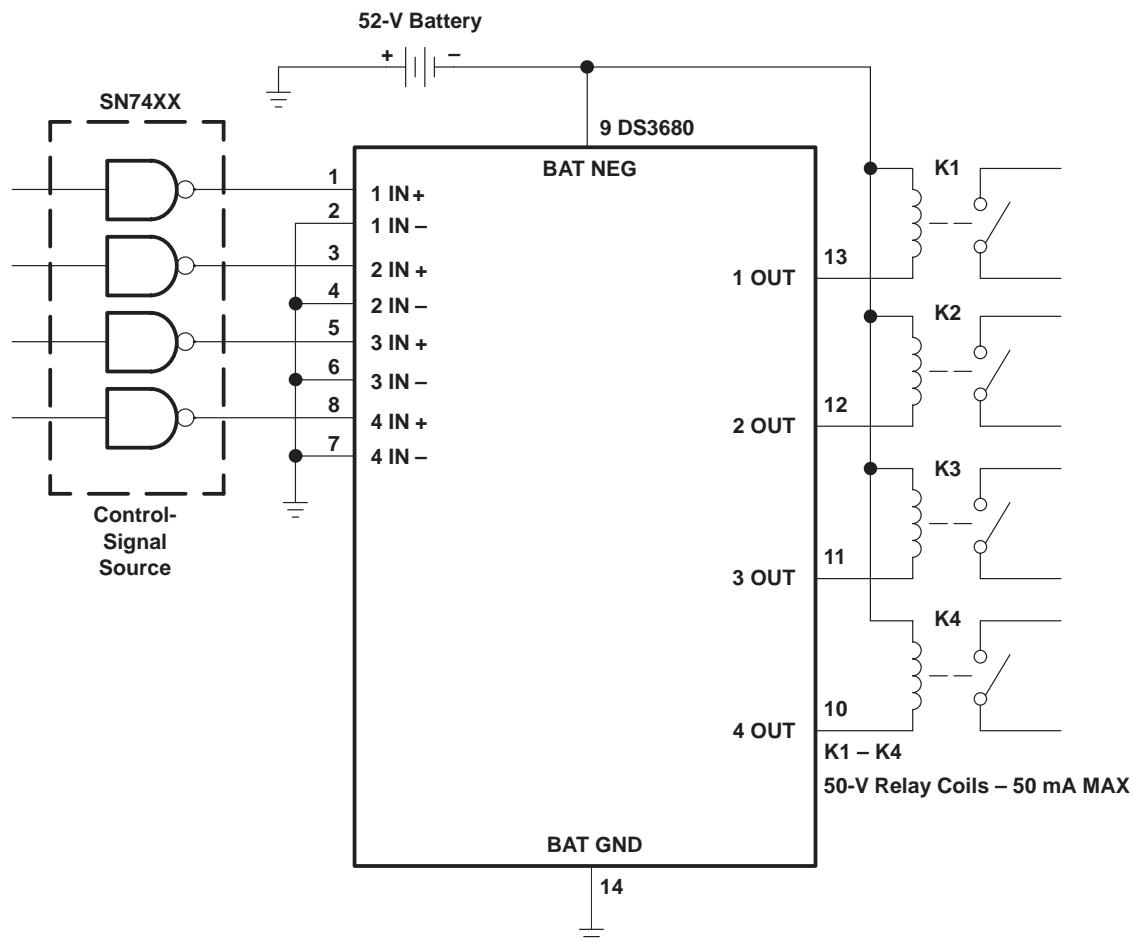 52-V Battery
+ –
SN74XX
9 DS3680
BAT NEG
K1
1
1 IN +
2
1 IN –
3
2 IN +
13
1 OUT
4
2 IN –
K2
5
3 IN +
6
3 IN –
12
2 OUT
8
4 IN +
7
4 IN –
K3
Control-
Signal
Source
11
3 OUT
K4
10
4 OUT
K1 – K4
50-V Relay Coils – 50 mA MAX
BAT GND
14